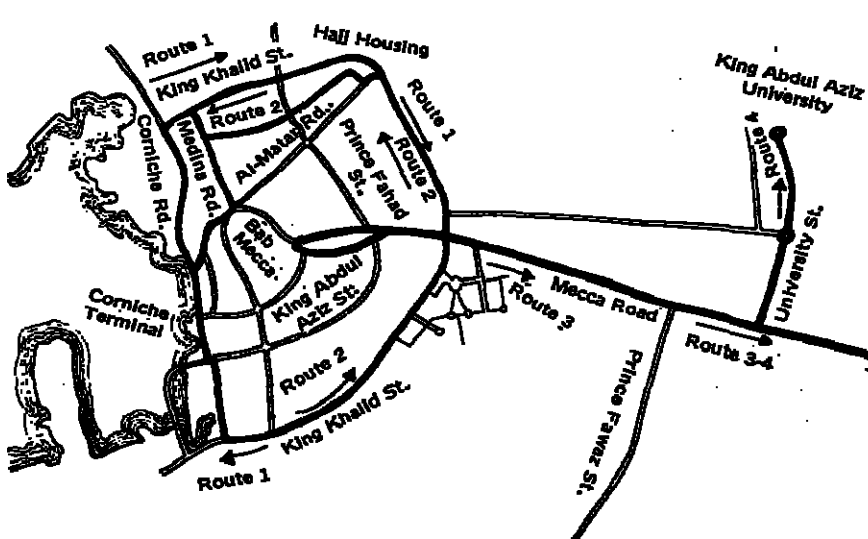 Route 1
King Khalid St.
Hajj Housing
King Abdul Aziz
University
Route 2
Route 1
Route 4
Corniche Rd.
Medina Rd.
Al-Matar Rd.
Prince Fahad
St.
Route 2
Bab
Mecca
University St.
Corniche
Terminal
King Abdul
Aziz St.
Route 3
Mecca Road
Route 3-4
Route 2
King Khalid St.
Route 1
Prince Fawaz St.